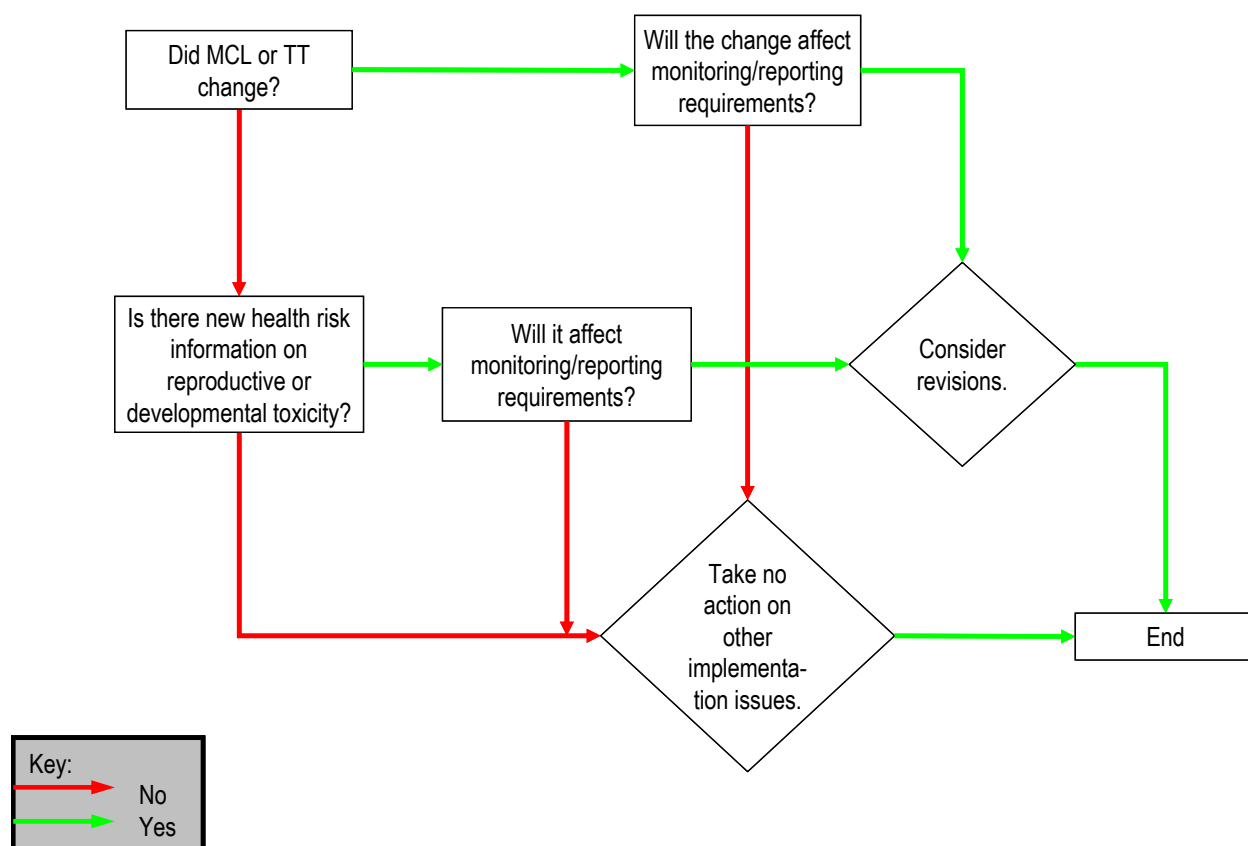 Did MCL or TT
change?
Will the change affect
monitoring/reporting
requirements?
Is there new health risk
information on
reproductive or
developmental toxicity?
Will it affect
monitoring/reporting
requirements?
Consider
revisions.
Take no
action on
other
implementa-
tion issues.
End
Key:
No
Yes